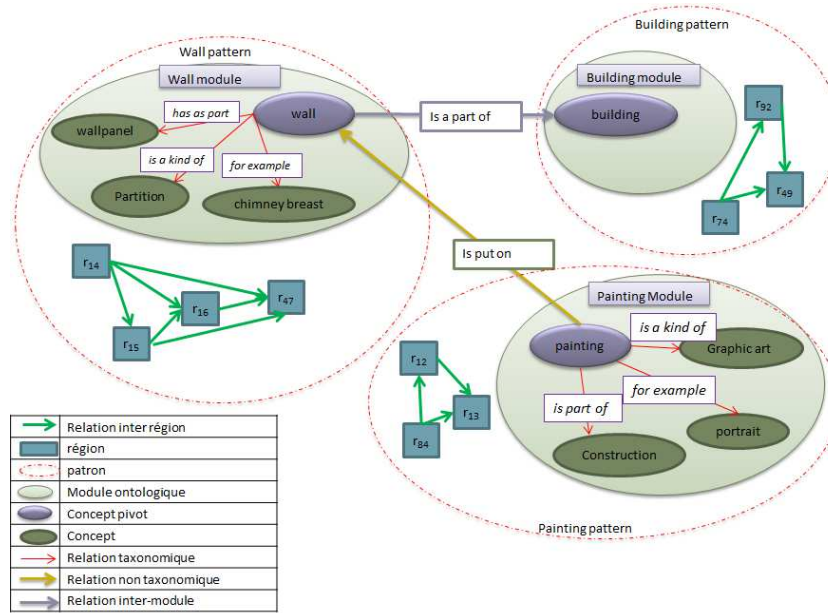 Wall pattern
Wall module
has as part
wall
wallpanel
is a kind of
for example
Partition
chimney breast
r14
r16
r47
r15
Is a part of
Building pattern
Building module
building
r92
r49
r74
Is put on
Painting Module
painting
is a kind of
Graphic art
for example
is part of
portrait
Construction
r12
r13
r84
Painting pattern
Relation inter région
région
patron
Module ontologique
Concept pivot
Concept
Relation taxonomique
Relation non taxonomique
Relation inter-module